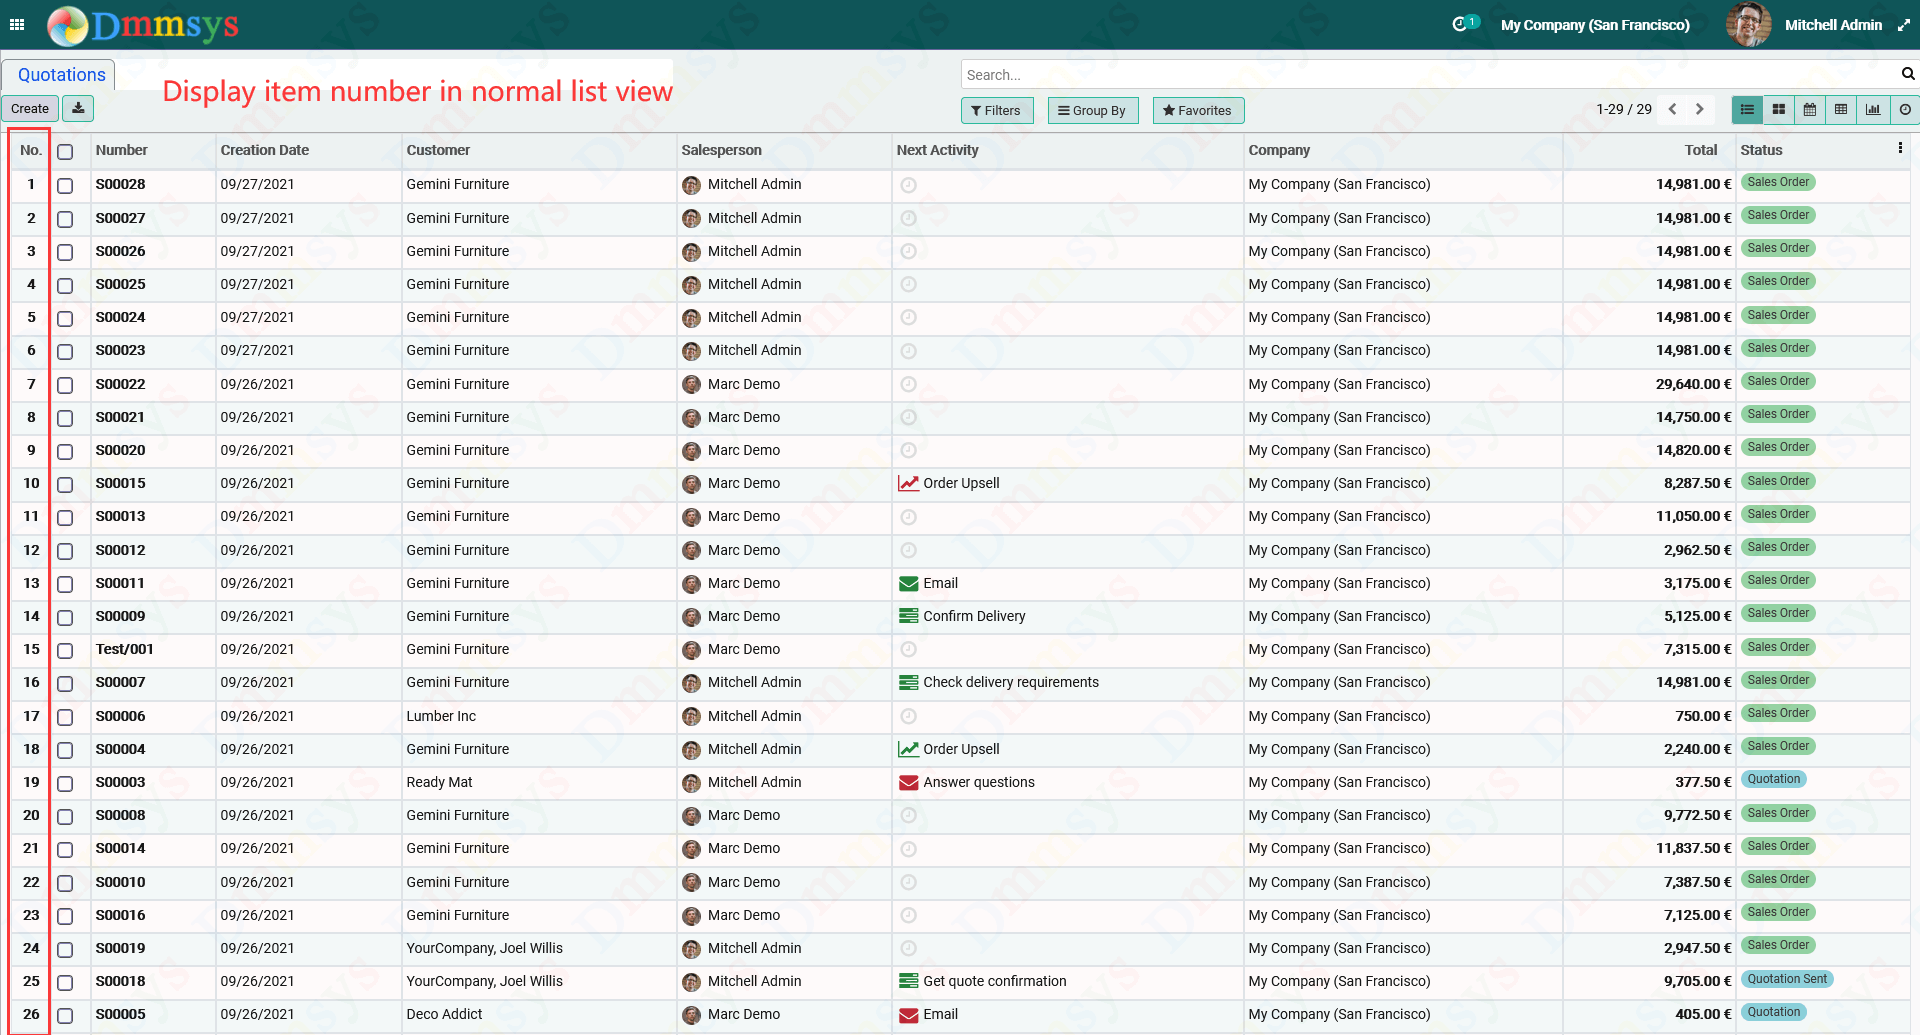 Dmmsys 1 My Company (San Francisco) Mitchell Admin
Quotations
Display item number in normal list view
Search...
Create Filters Group By Favorites 1-29 / 29
No. Number Creation Date Customer Salesperson Next Activity Company Total Status
1 S00028 09/27/2021 Gemini Furniture Mitchell Admin My Company (San Francisco) 14,981.00 € Sales Order
2 S00027 09/27/2021 Gemini Furniture Mitchell Admin My Company (San Francisco) 14,981.00 € Sales Order
3 S00026 09/27/2021 Gemini Furniture Mitchell Admin My Company (San Francisco) 14,981.00 € Sales Order
4 S00025 09/27/2021 Gemini Furniture Mitchell Admin My Company (San Francisco) 14,981.00 € Sales Order
5 S00024 09/27/2021 Gemini Furniture Mitchell Admin My Company (San Francisco) 14,981.00 € Sales Order
6 S00023 09/27/2021 Gemini Furniture Mitchell Admin My Company (San Francisco) 14,981.00 € Sales Order
7 S00022 09/26/2021 Gemini Furniture Marc Demo My Company (San Francisco) 29,640.00 € Sales Order
8 S00021 09/26/2021 Gemini Furniture Marc Demo My Company (San Francisco) 14,750.00 € Sales Order
9 S00020 09/26/2021 Gemini Furniture Marc Demo My Company (San Francisco) 14,820.00 € Sales Order
10 S00015 09/26/2021 Gemini Furniture Marc Demo Order Upsell My Company (San Francisco) 8,287.50 € Sales Order
11 S00013 09/26/2021 Gemini Furniture Marc Demo My Company (San Francisco) 11,050.00 € Sales Order
12 S00012 09/26/2021 Gemini Furniture Marc Demo My Company (San Francisco) 2,962.50 € Sales Order
13 S00011 09/26/2021 Gemini Furniture Marc Demo Email My Company (San Francisco) 3,175.00 € Sales Order
14 S00009 09/26/2021 Gemini Furniture Marc Demo Confirm Delivery My Company (San Francisco) 5,125.00 € Sales Order
15 Test/001 09/26/2021 Gemini Furniture Marc Demo My Company (San Francisco) 7,315.00 € Sales Order
16 S00007 09/26/2021 Gemini Furniture Mitchell Admin Check delivery requirements My Company (San Francisco) 14,981.00 € Sales Order
17 S00006 09/26/2021 Lumber Inc Mitchell Admin My Company (San Francisco) 750.00 € Sales Order
18 S00004 09/26/2021 Gemini Furniture Mitchell Admin Order Upsell My Company (San Francisco) 2,240.00 € Sales Order
19 S00003 09/26/2021 Ready Mat Mitchell Admin Answer questions My Company (San Francisco) 377.50 € Quotation
20 S00008 09/26/2021 Gemini Furniture Marc Demo My Company (San Francisco) 9,772.50 € Sales Order
21 S00014 09/26/2021 Gemini Furniture Marc Demo My Company (San Francisco) 11,837.50 € Sales Order
22 S00010 09/26/2021 Gemini Furniture Marc Demo My Company (San Francisco) 7,387.50 € Sales Order
23 S00016 09/26/2021 Gemini Furniture Marc Demo My Company (San Francisco) 7,125.00 € Sales Order
24 S00019 09/26/2021 YourCompany, Joel Willis Mitchell Admin My Company (San Francisco) 2,947.50 € Sales Order
25 S00018 09/26/2021 YourCompany, Joel Willis Mitchell Admin Get quote confirmation My Company (San Francisco) 9,705.00 € Quotation Sent
26 S00005 09/26/2021 Deco Addict Marc Demo Email My Company (San Francisco) 405.00 € Quotation